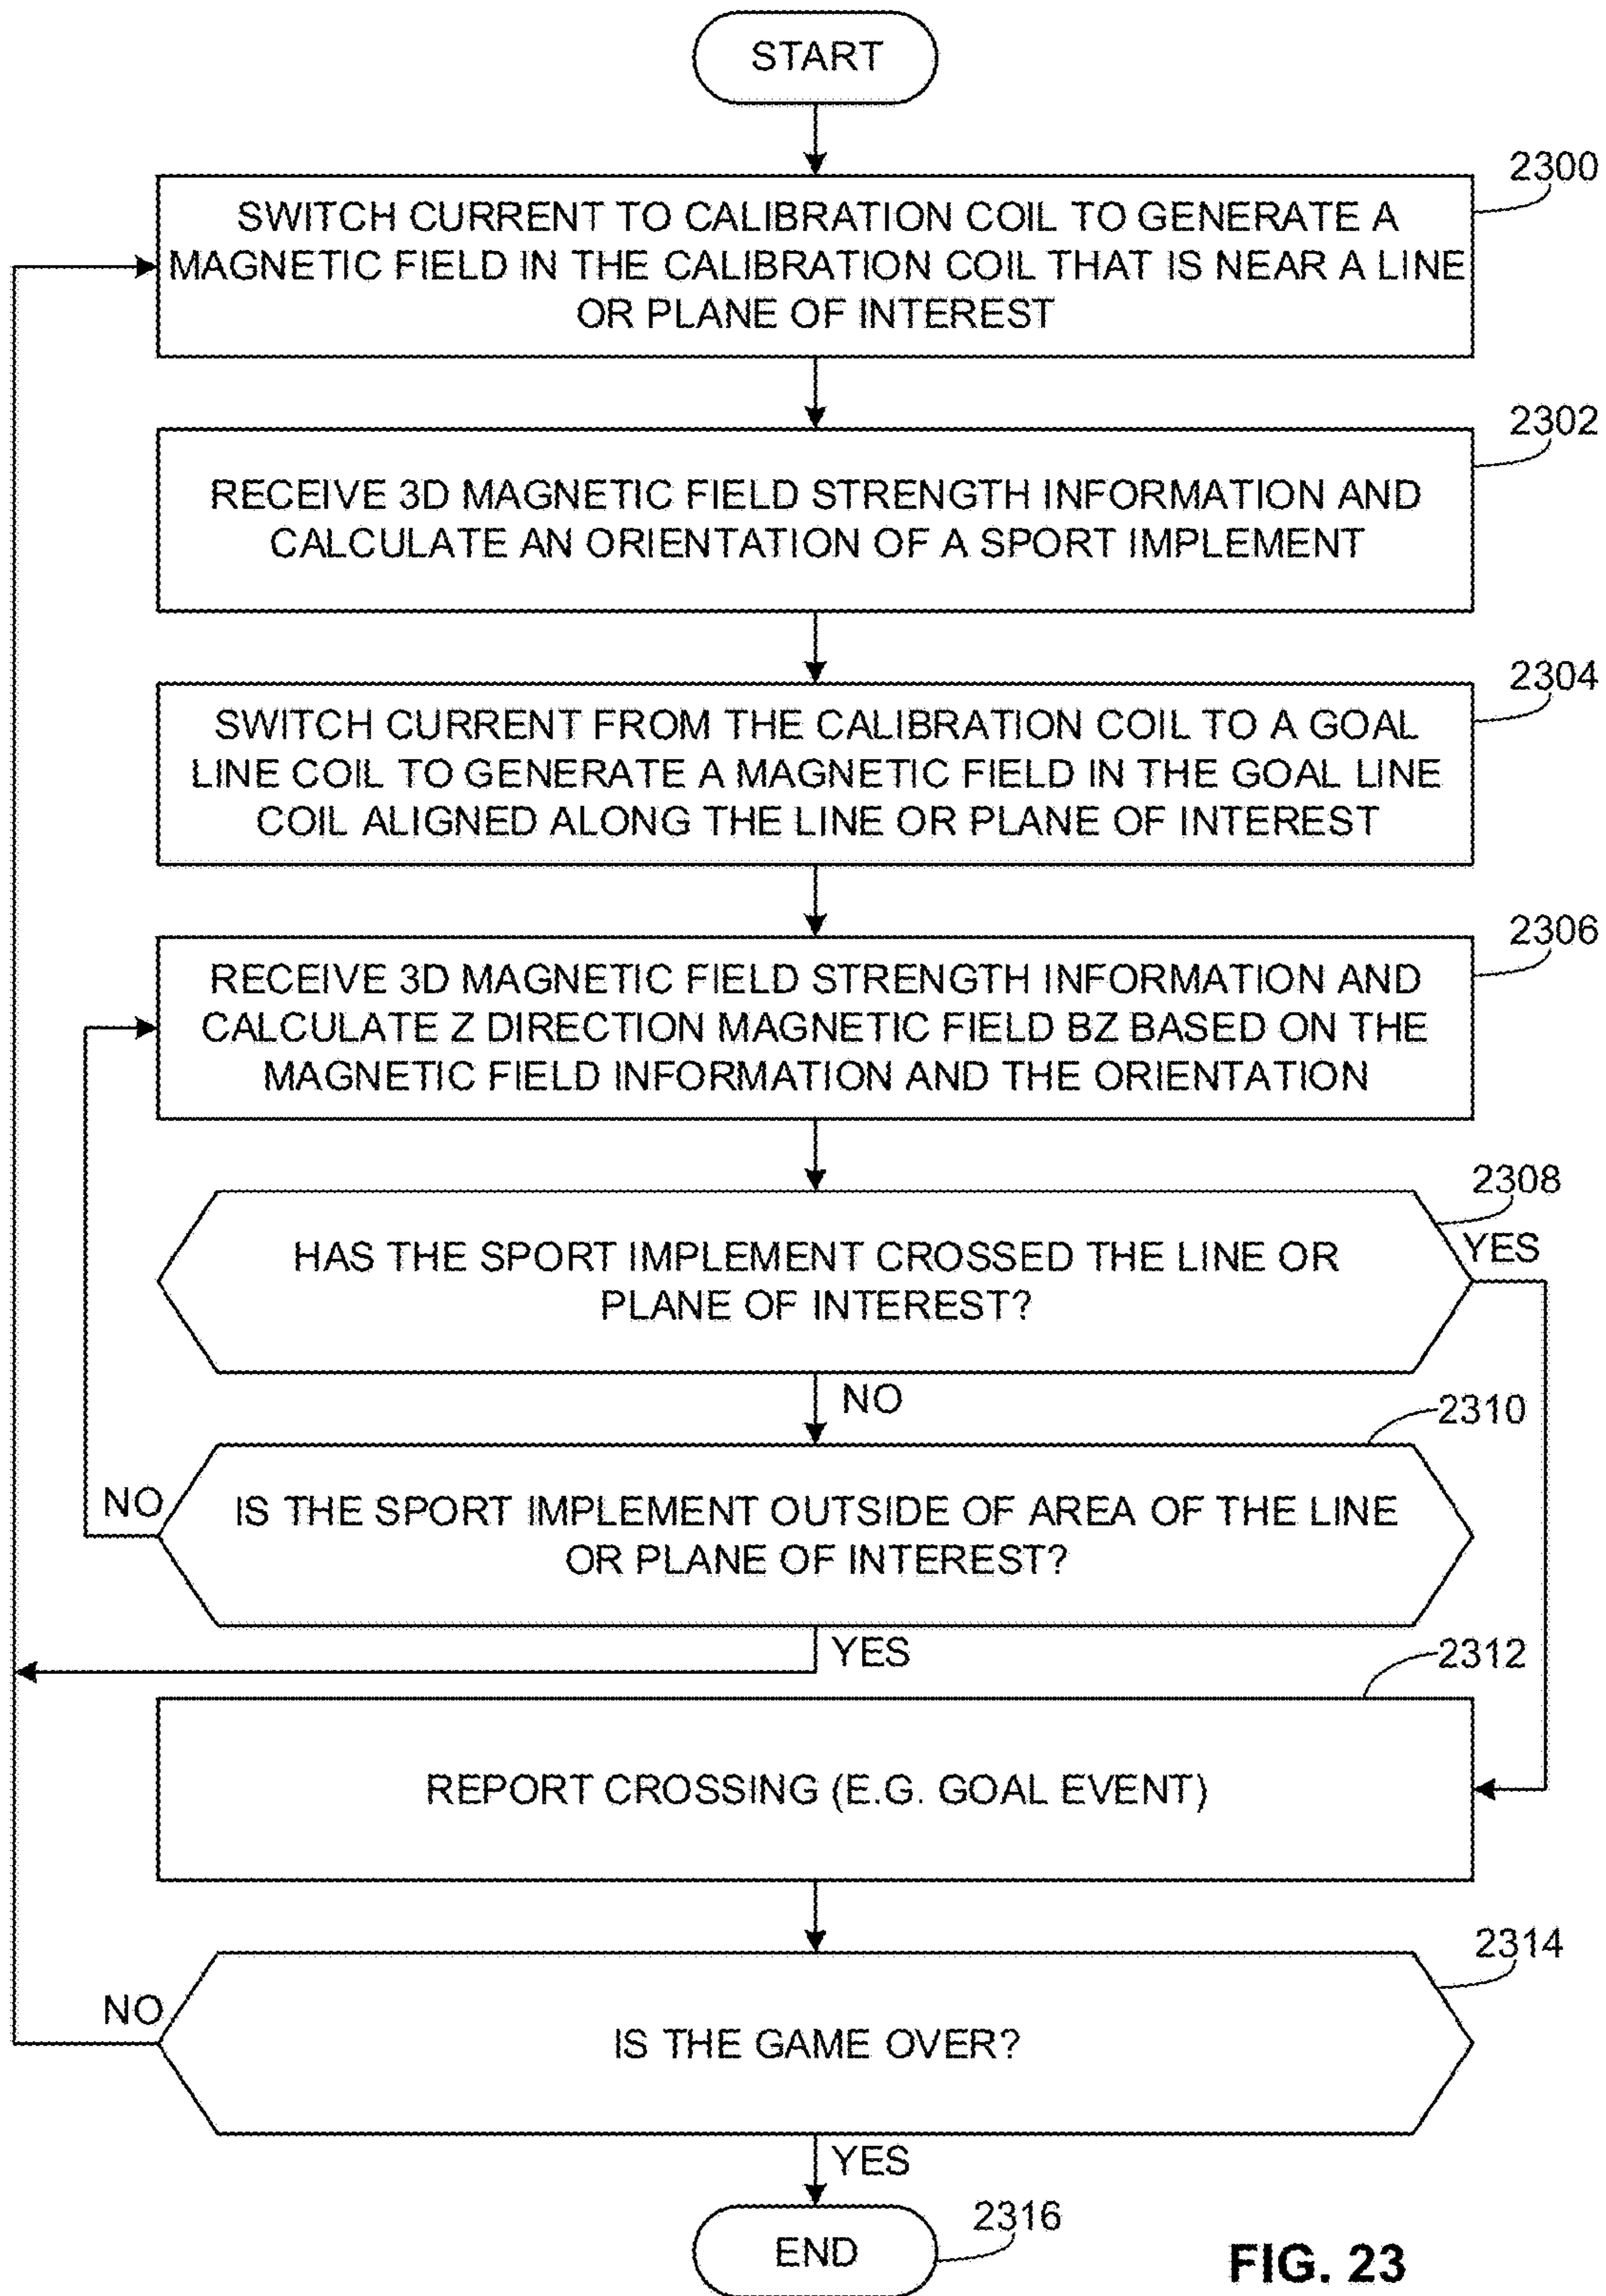 START
2300
SWITCH CURRENT TO CALIBRATION COIL TO GENERATE A
MAGNETIC FIELD IN THE CALIBRATION COIL THAT IS NEAR A LINE
OR PLANE OF INTEREST
2302
RECEIVE 3D MAGNETIC FIELD STRENGTH INFORMATION AND
CALCULATE AN ORIENTATION OF A SPORT IMPLEMENT
2304
SWITCH CURRENT FROM THE CALIBRATION COIL TO A GOAL
LINE COIL TO GENERATE A MAGNETIC FIELD IN THE GOAL LINE
COIL ALIGNED ALONG THE LINE OR PLANE OF INTEREST
2306
RECEIVE 3D MAGNETIC FIELD STRENGTH INFORMATION AND
CALCULATE Z DIRECTION MAGNETIC FIELD BZ BASED ON THE
MAGNETIC FIELD INFORMATION AND THE ORIENTATION
2308
YES
HAS THE SPORT IMPLEMENT CROSSED THE LINE OR
PLANE OF INTEREST?
NO
2310
NO
IS THE SPORT IMPLEMENT OUTSIDE OF AREA OF THE LINE
OR PLANE OF INTEREST?
YES
2312
REPORT CROSSING (E.G. GOAL EVENT)
2314
NO
IS THE GAME OVER?
YES
2316
END
FIG. 23